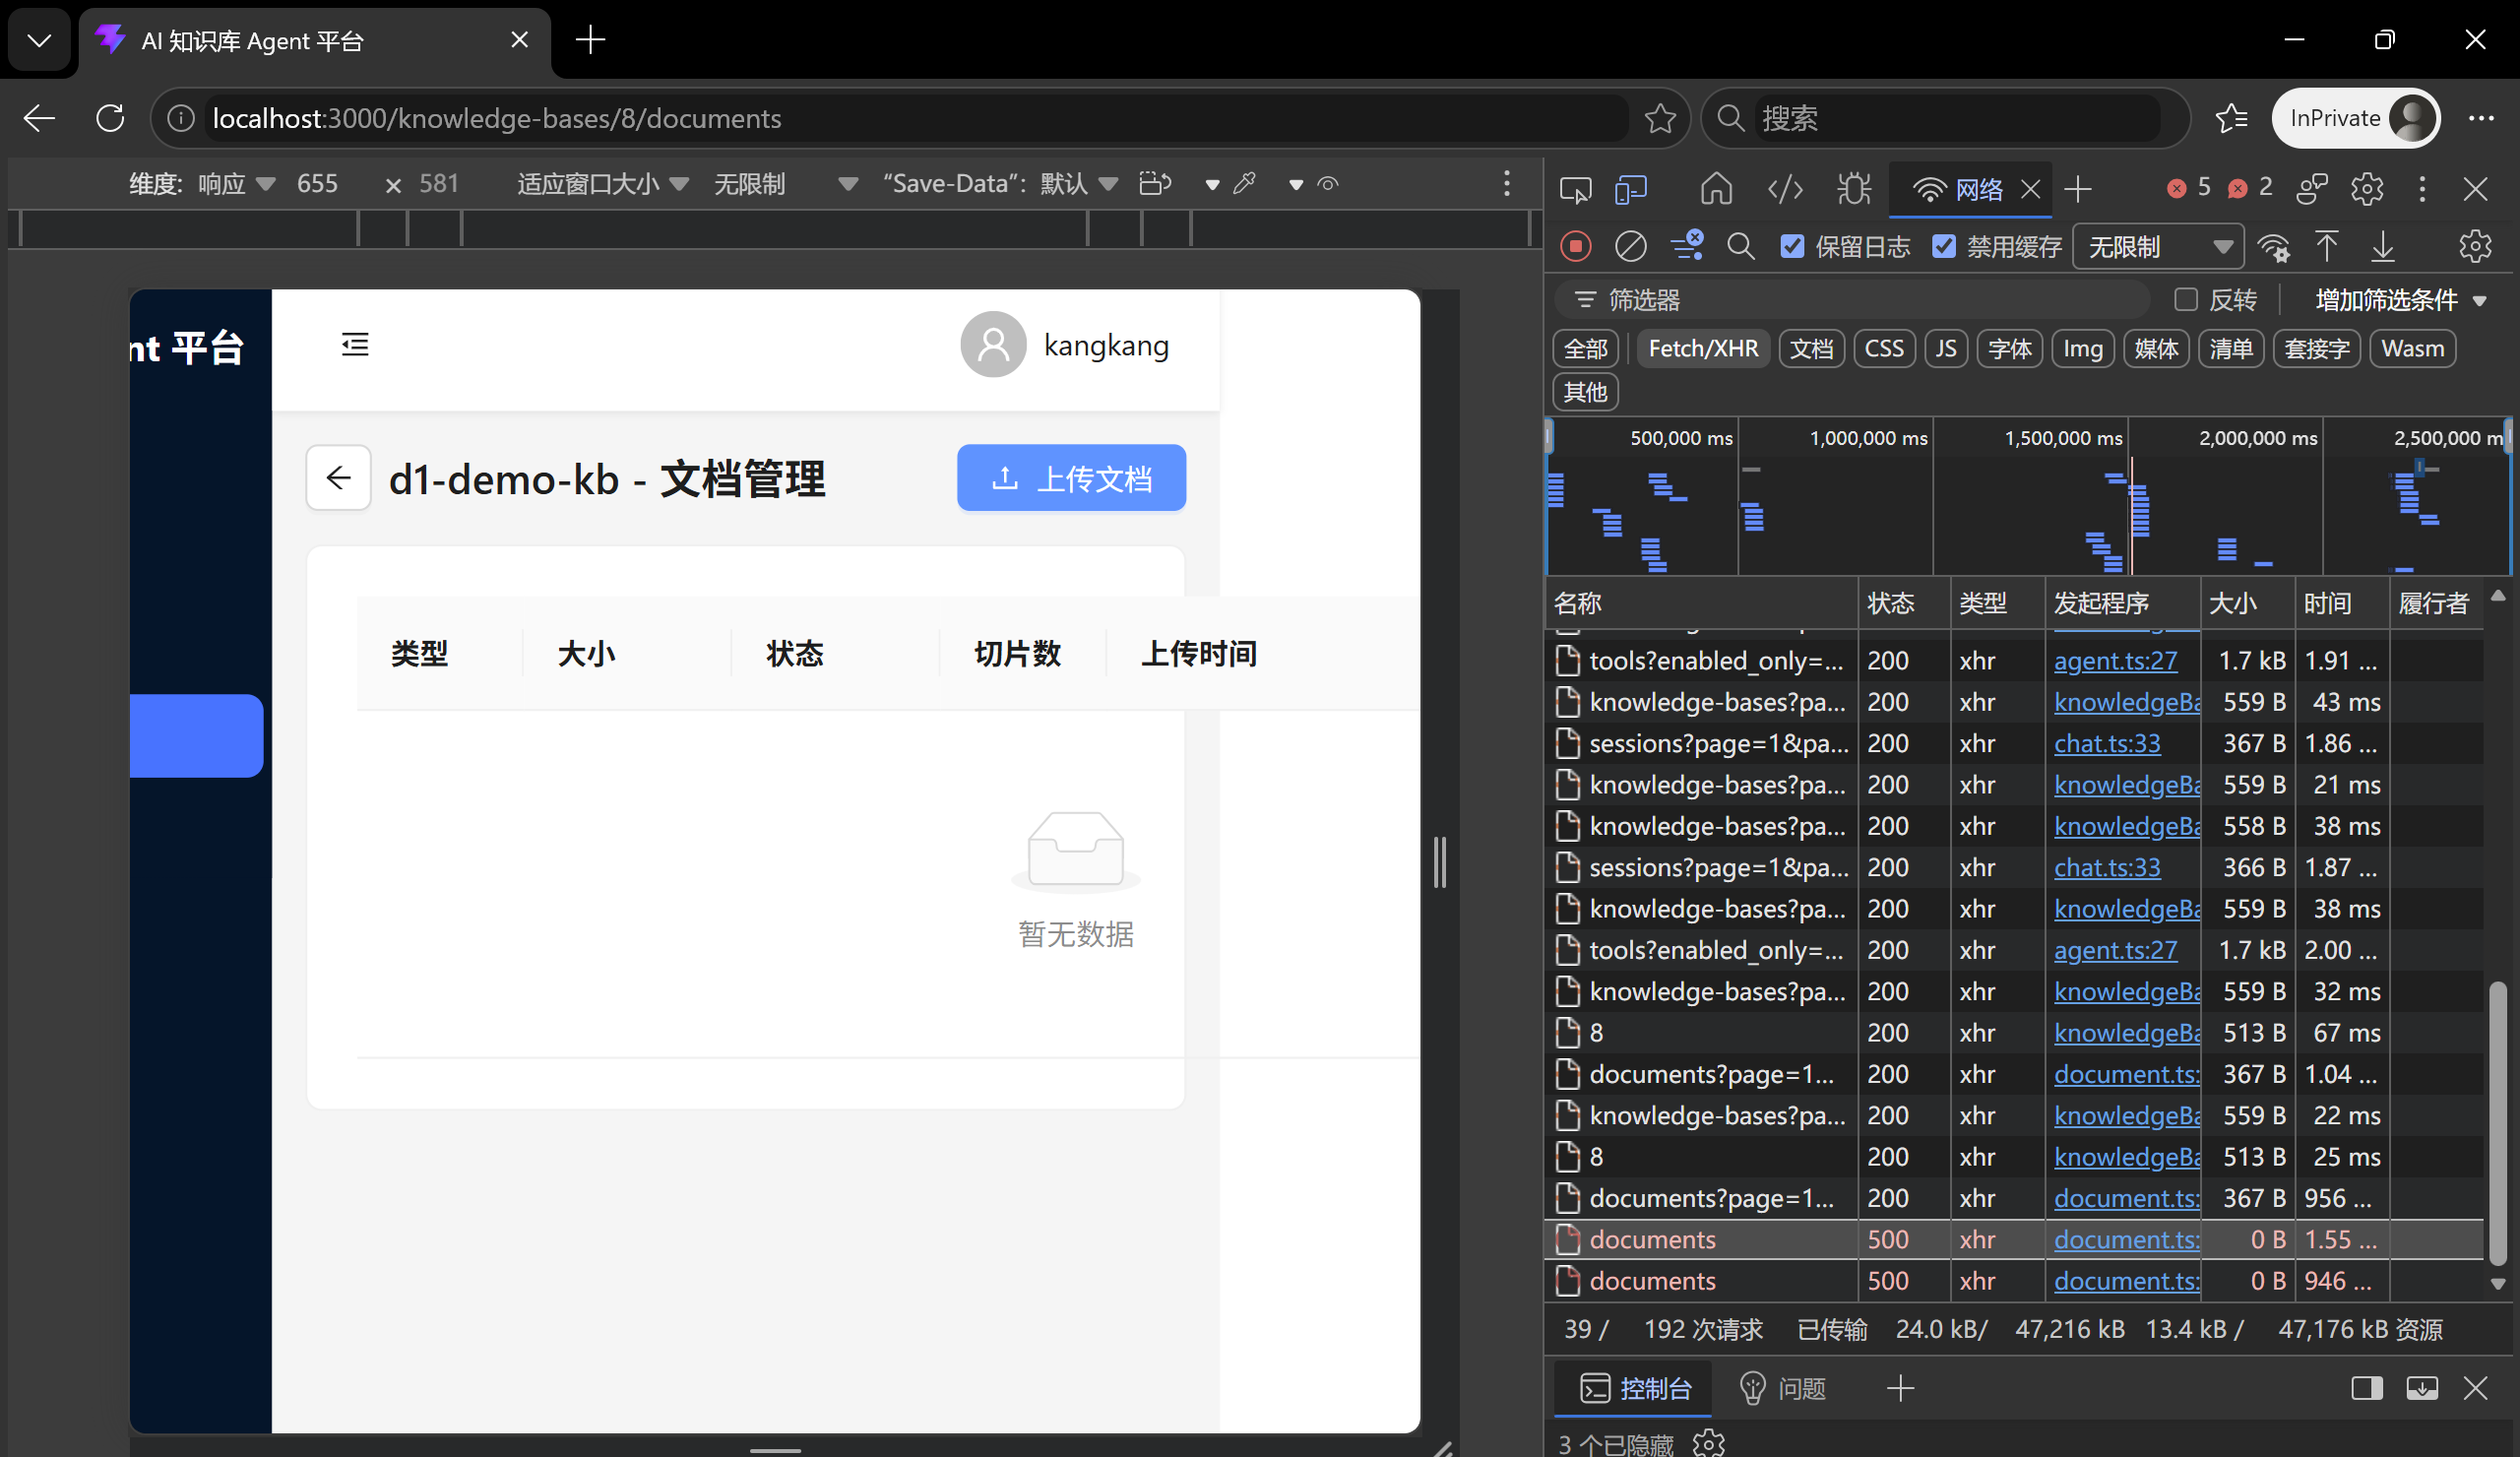 AI 知识库 Agent 平台
localhost:3000/knowledge-bases/8/documents
搜索
InPrivate
维度: 响应 655 × 581 适应窗口大小 无限制 “Save-Data”: 默认
网络 5 2
保留日志 禁用缓存 无限制
筛选器 反转 增加筛选条件
全部 Fetch/XHR 文档 CSS JS 字体 Img 媒体 清单 套接字 Wasm
其他
500,000 ms 1,000,000 ms 1,500,000 ms 2,000,000 ms 2,500,000 m
nt 平台
kangkang
d1-demo-kb - 文档管理
上传文档
类型 大小 状态 切片数 上传时间
暂无数据
名称 状态 类型 发起程序 大小 时间 履行者
tools?enabled_only=... 200 xhr agent.ts:27 1.7 kB 1.91 ...
knowledge-bases?pa... 200 xhr knowledgeBa 559 B 43 ms
sessions?page=1&pa... 200 xhr chat.ts:33 367 B 1.86 ...
knowledge-bases?pa... 200 xhr knowledgeBa 559 B 21 ms
knowledge-bases?pa... 200 xhr knowledgeBa 558 B 38 ms
sessions?page=1&pa... 200 xhr chat.ts:33 366 B 1.87 ...
knowledge-bases?pa... 200 xhr knowledgeBa 559 B 38 ms
tools?enabled_only=... 200 xhr agent.ts:27 1.7 kB 2.00 ...
knowledge-bases?pa... 200 xhr knowledgeBa 559 B 32 ms
8 200 xhr knowledgeBa 513 B 67 ms
documents?page=1... 200 xhr document.ts: 367 B 1.04 ...
knowledge-bases?pa... 200 xhr knowledgeBa 559 B 22 ms
8 200 xhr knowledgeBa 513 B 25 ms
documents?page=1... 200 xhr document.ts: 367 B 956 ...
documents 500 xhr document.ts: 0 B 1.55 ...
documents 500 xhr document.ts: 0 B 946 ...
39 / 192 次请求 已传输 24.0 kB/ 47,216 kB 13.4 kB / 47,176 kB 资源
控制台 问题
3 个已隐藏